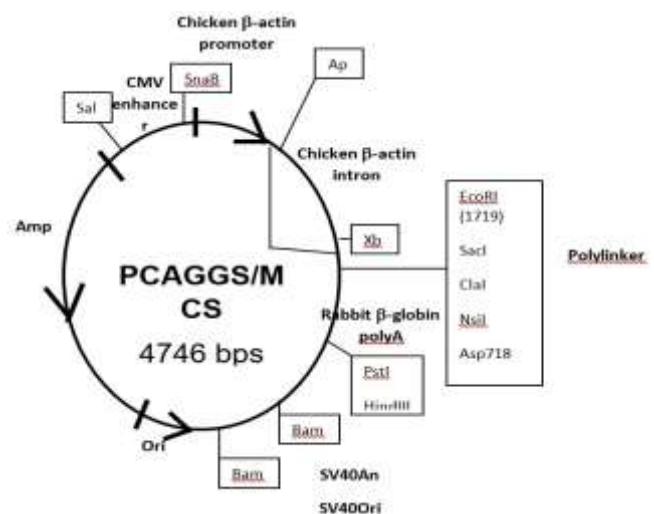 Chicken β-actin
promoter
SnaB
CMV
enhance
r
Sal
Ap
Chicken β-actin
intron
Amp
Xb
EcoRI
(1719)
SacI
ClaI
NsiI
Asp718
Polylinker
PCAGGS/M
CS
4746 bps
Rabbit β-globin
polyA
PstI
HindIII
Bam
Ori
Bam
SV40An
SV40Ori